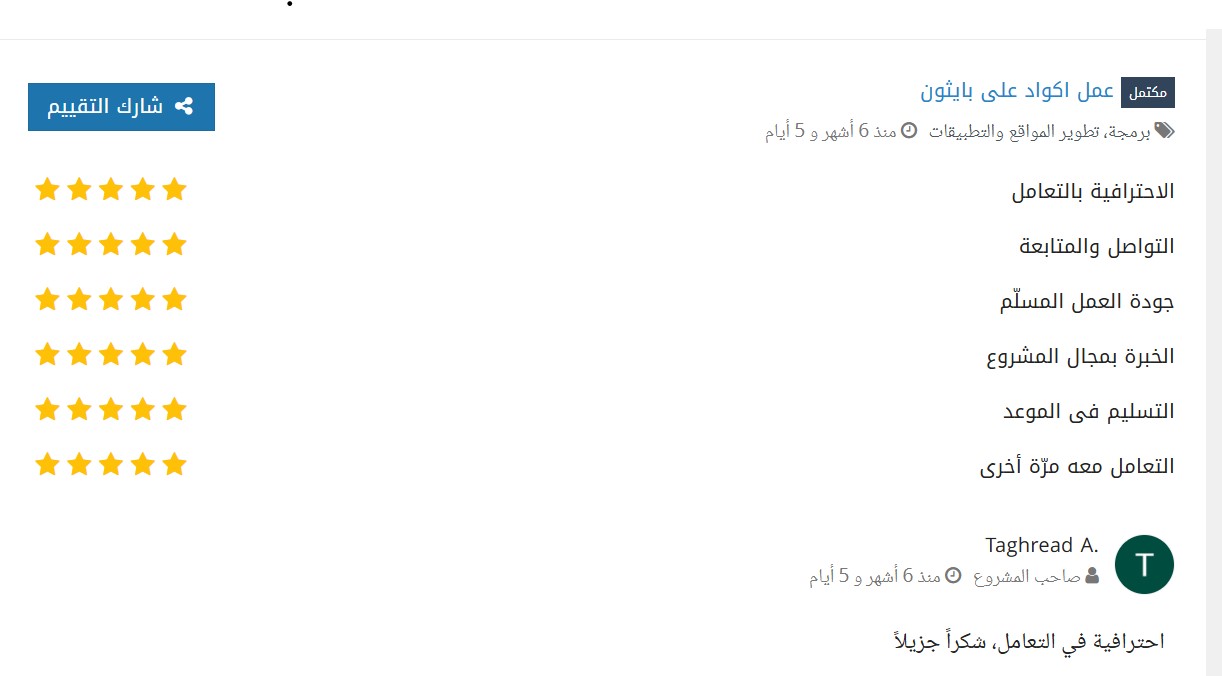 مكتمل عمل اكواد على بايثون
شارك التقييم
برمجة، تطوير المواقع والتطبيقات منذ 6 أشهر و 5 أيام
الاحترافية بالتعامل
التواصل والمتابعة
جودة العمل المسلّم
الخبرة بمجال المشروع
التسليم فى الموعد
التعامل معه مرّة أخرى
T
Taghread A.
صاحب المشروع منذ 6 أشهر و 5 أيام
احترافية في التعامل، شكراً جزيلاً